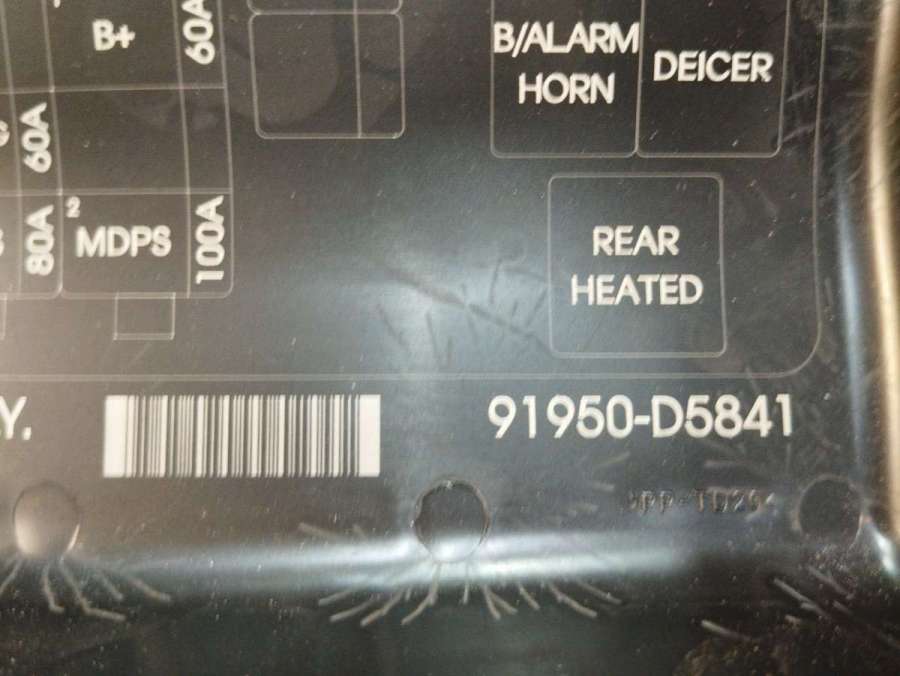 B+
60A
60A
B/ALARM
HORN
DEICER
80A
2
MDPS
100A
REAR
HEATED
Y.
91950-D5841